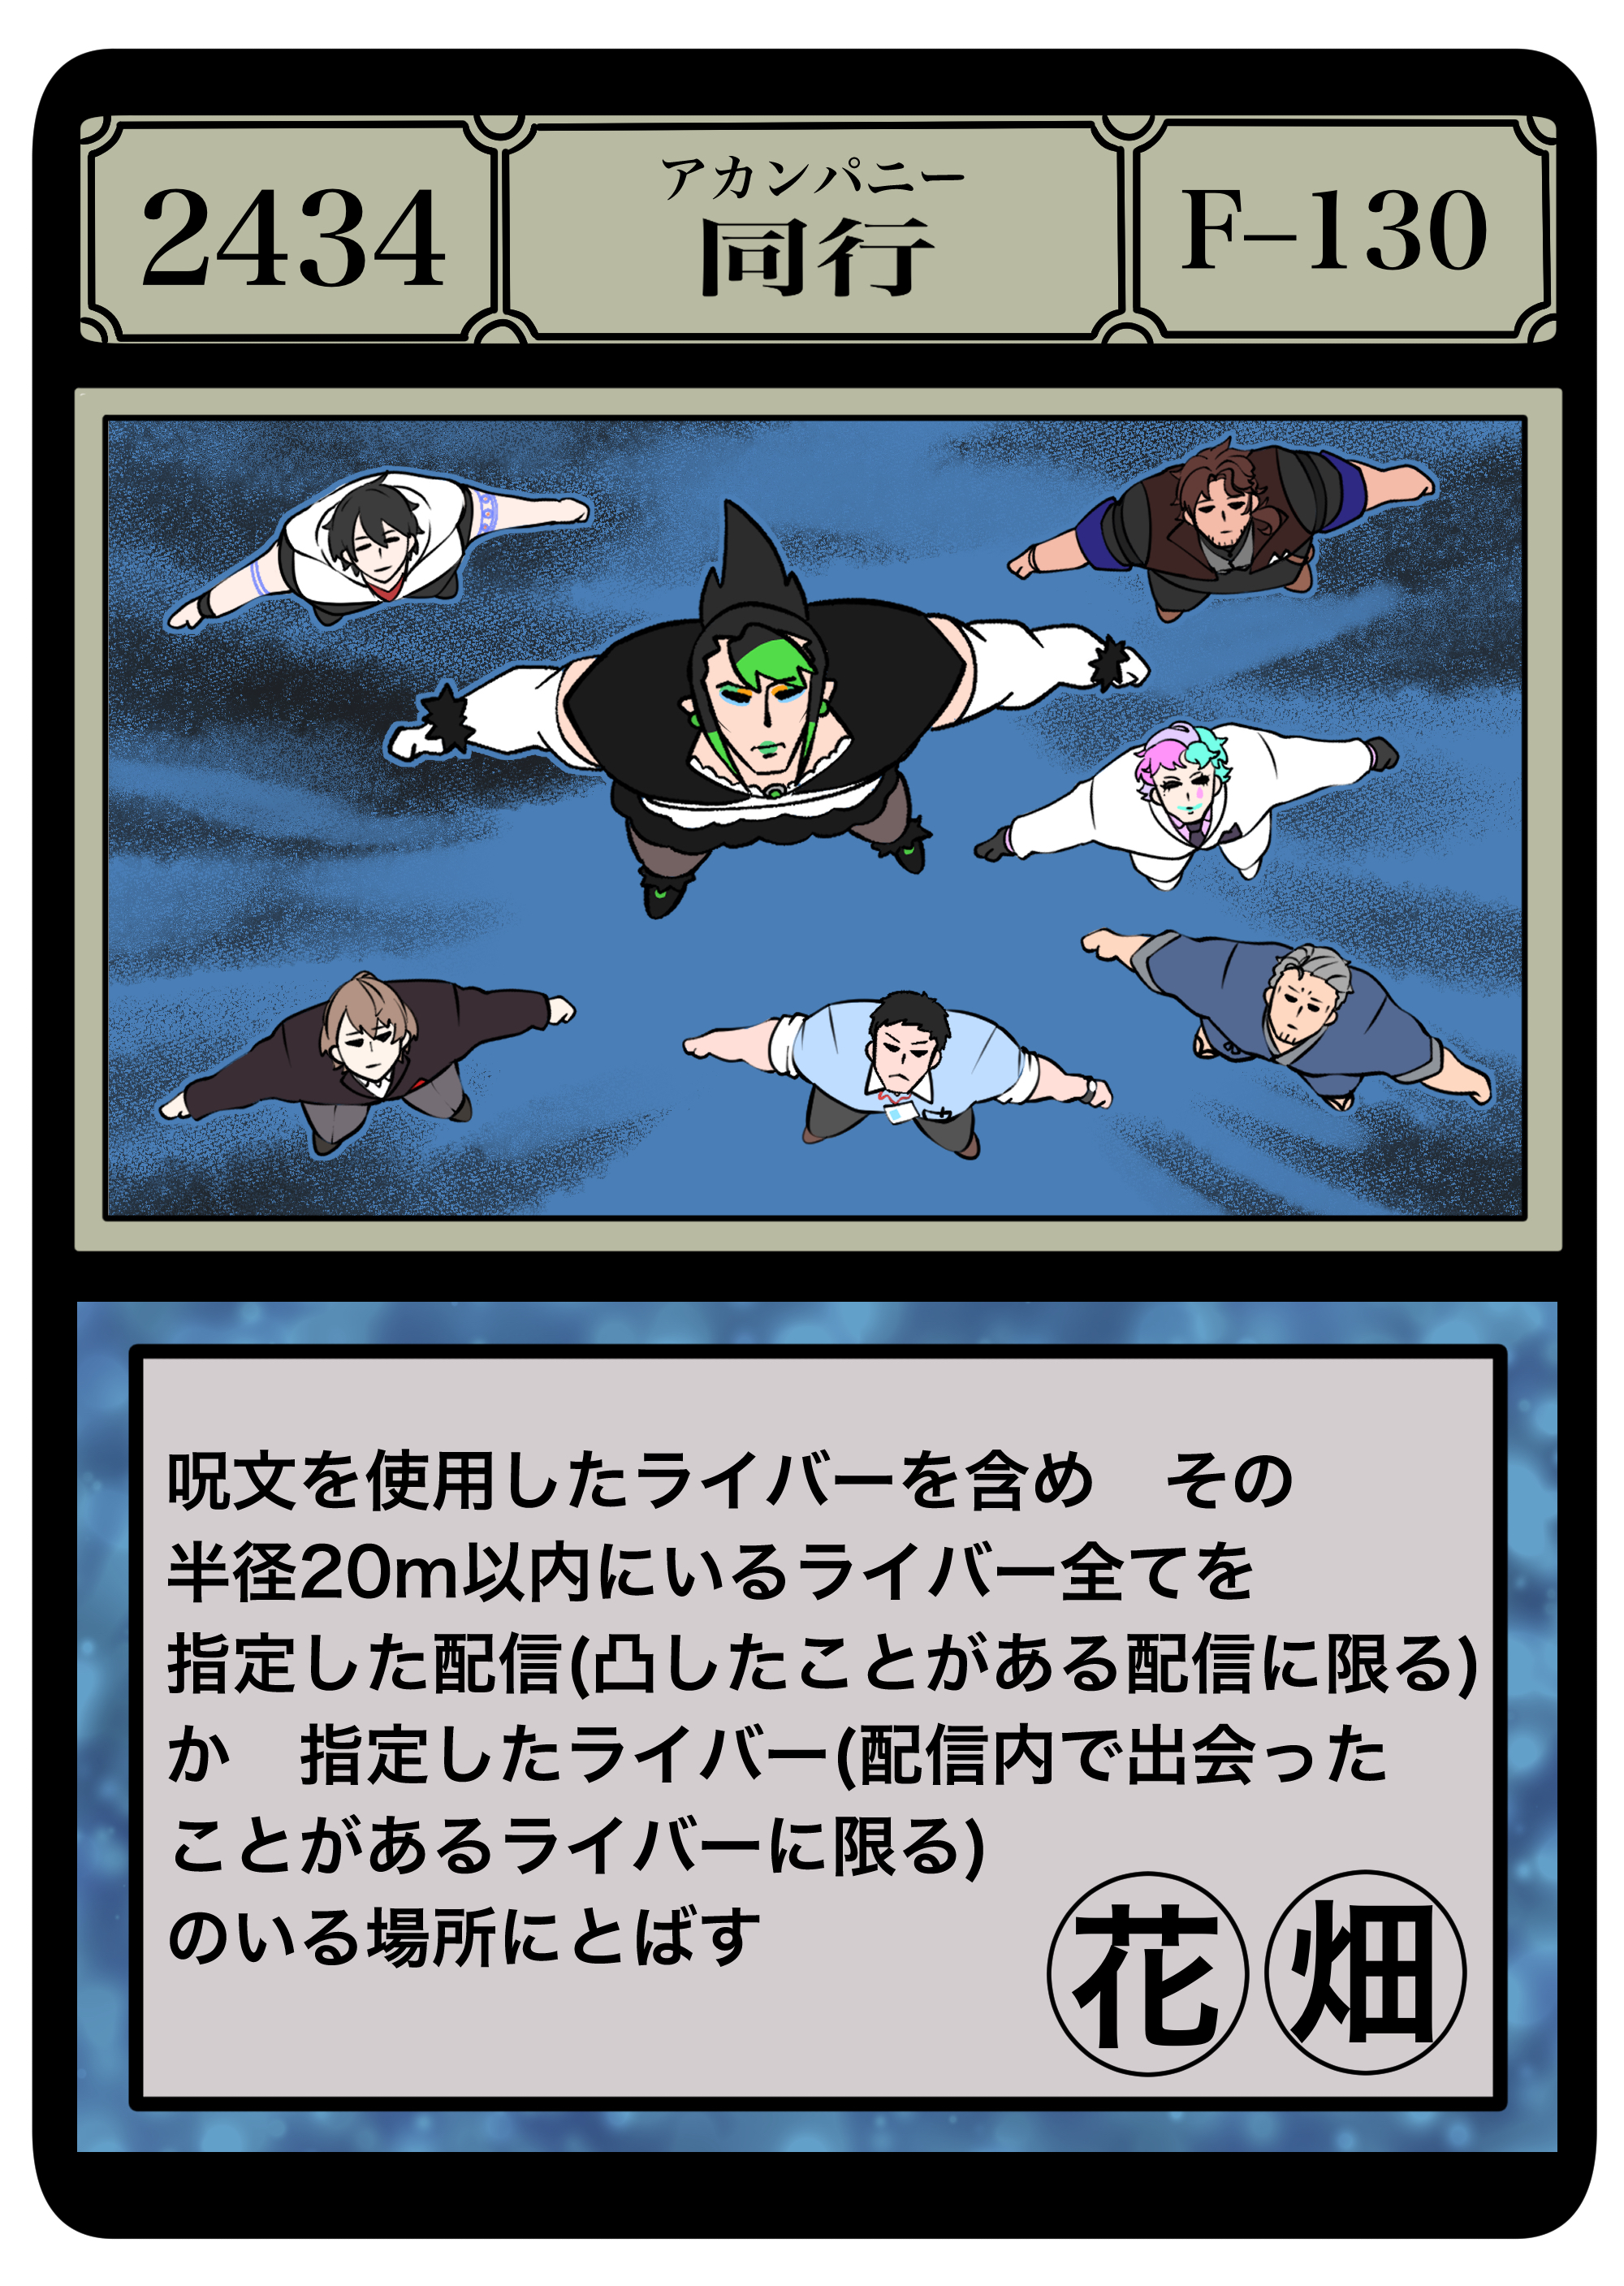 2434
アカンパニー
同行
F–130
呪文を使用したライバーを含め　その
半径20m以内にいるライバー全てを
指定した配信(凸したことがある配信に限る)
か　指定したライバー(配信内で出会った
ことがあるライバーに限る)
のいる場所にとばす
花 畑